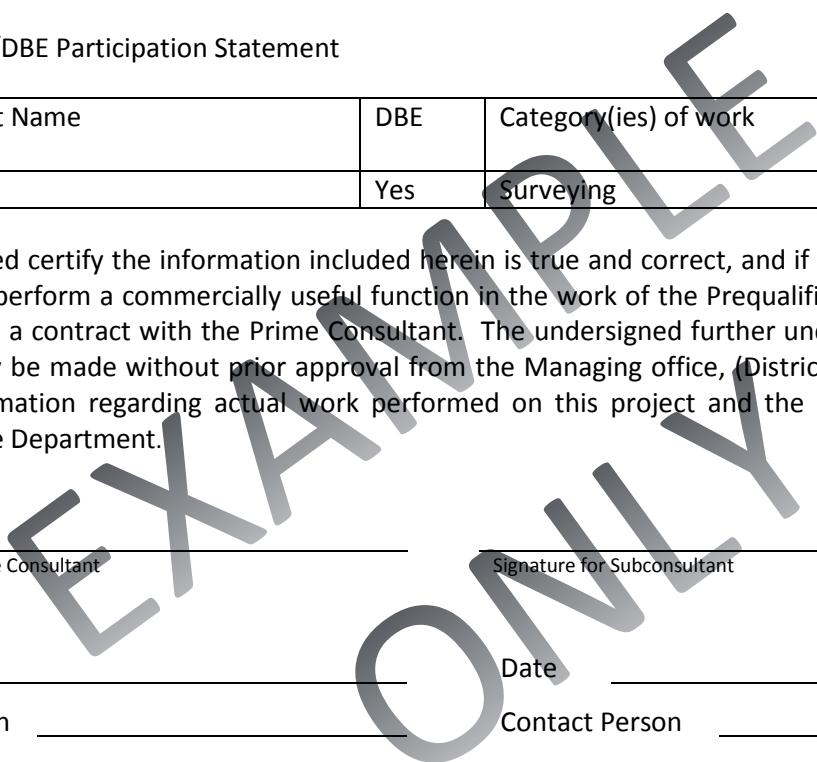 DBE Participation Statement
t Name DBE Category(ies) of work
Yes Surveying
ed certify the information included herein is true and correct, and if
perform a commercially useful function in the work of the Prequalifi
a contract with the Prime Consultant. The undersigned further und
y be made without prior approval from the Managing office, (Distric
mation regarding actual work performed on this project and the
e Department.
e Consultant Signature for Subconsultant
Date
n Contact Person
EXAMPLE
ONLY